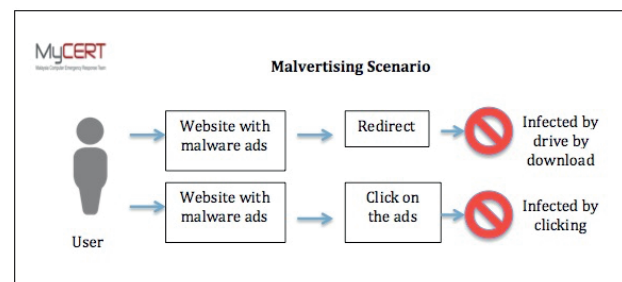 MyCERT
Malaysia Computer Emergency Response Team
Malvertising Scenario
Website with
malware ads
Redirect
Infected by
drive by
download
Website with
malware ads
Click on
the ads
Infected by
clicking
User